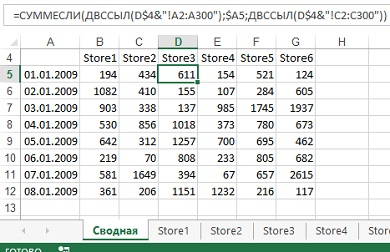 =СУММЕСЛИ(ДВССЫЛ(D$4&"!A2:A300");$A5;ДВССЫЛ(D$4&"!C2:C300"))
A B C D E F G H
4 Store1 Store2 Store3 Store4 Store5 Store6
5 01.01.2009 194 434 611 154 521 124
6 02.01.2009 1082 410 155 107 284 605
7 03.01.2009 903 338 137 985 1745 1937
8 04.01.2009 530 856 1018 373 780 673
9 05.01.2009 642 312 1257 700 695 462
10 06.01.2009 219 70 808 233 805 682
11 07.01.2009 581 1649 394 67 657 2615
12 08.01.2009 361 206 1151 1232 216 117
13
Сводная Store1 Store2 Store3 Store4
ГОТОВО